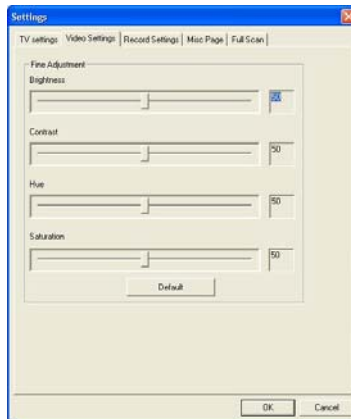 Settings
TV settings Video Settings Record Settings Misc Page Full Scan
Fine Adjustment
Brightness
50
Contrast
50
Hue
50
Saturation
50
Default
OK Cancel